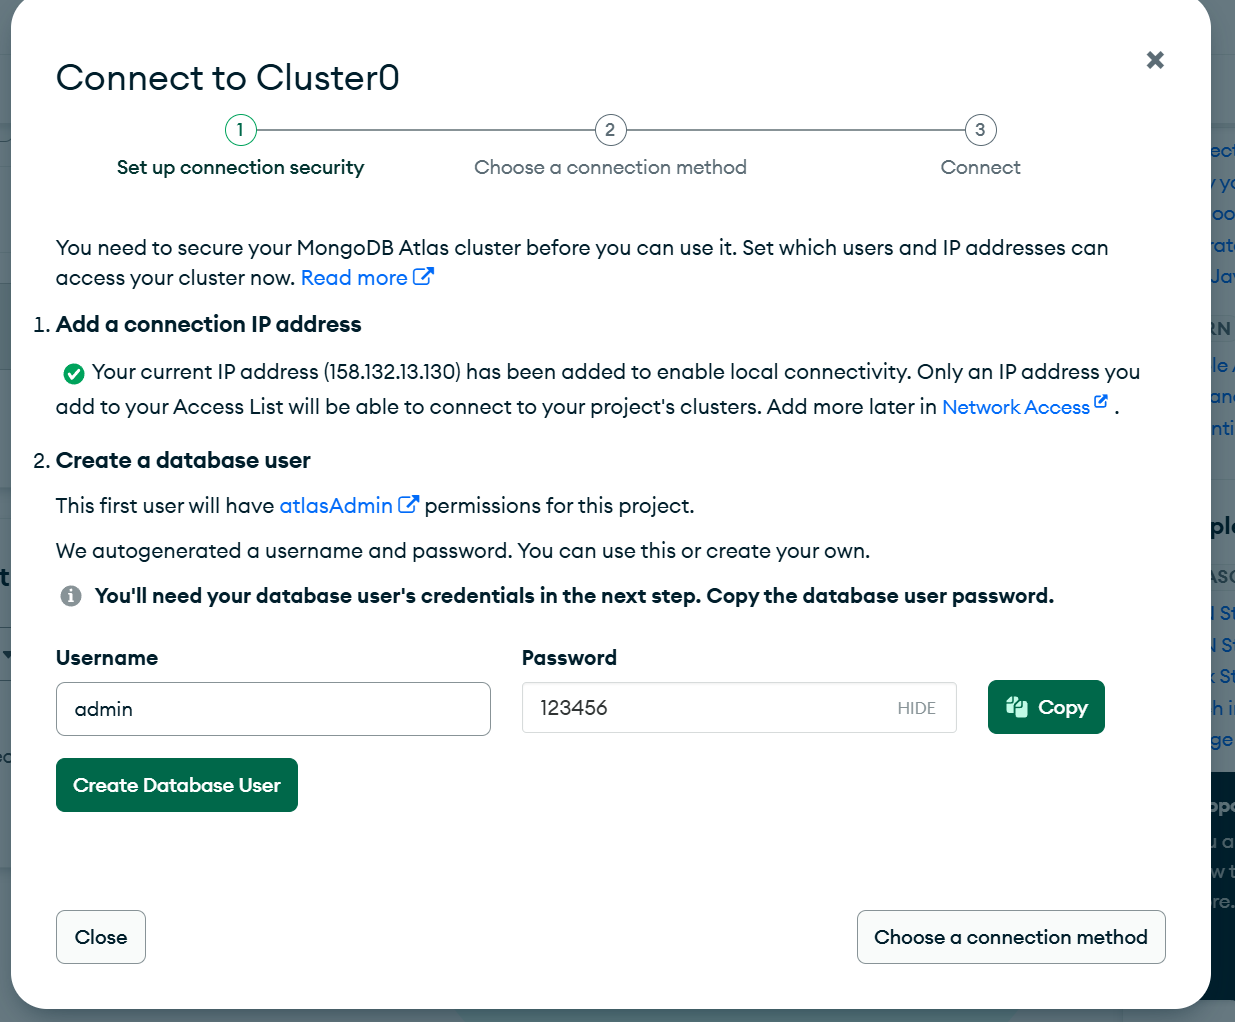 Connect to Cluster0
1
2
3
Set up connection security
Choose a connection method
Connect
You need to secure your MongoDB Atlas cluster before you can use it. Set which users and IP addresses can
access your cluster now. Read more
1. Add a connection IP address
Your current IP address (158.132.13.130) has been added to enable local connectivity. Only an IP address you
add to your Access List will be able to connect to your project's clusters. Add more later in Network Access .
2. Create a database user
This first user will have atlasAdmin permissions for this project.
We autogenerated a username and password. You can use this or create your own.
You'll need your database user's credentials in the next step. Copy the database user password.
Username
Password
admin
123456
HIDE
Copy
Create Database User
Close
Choose a connection method